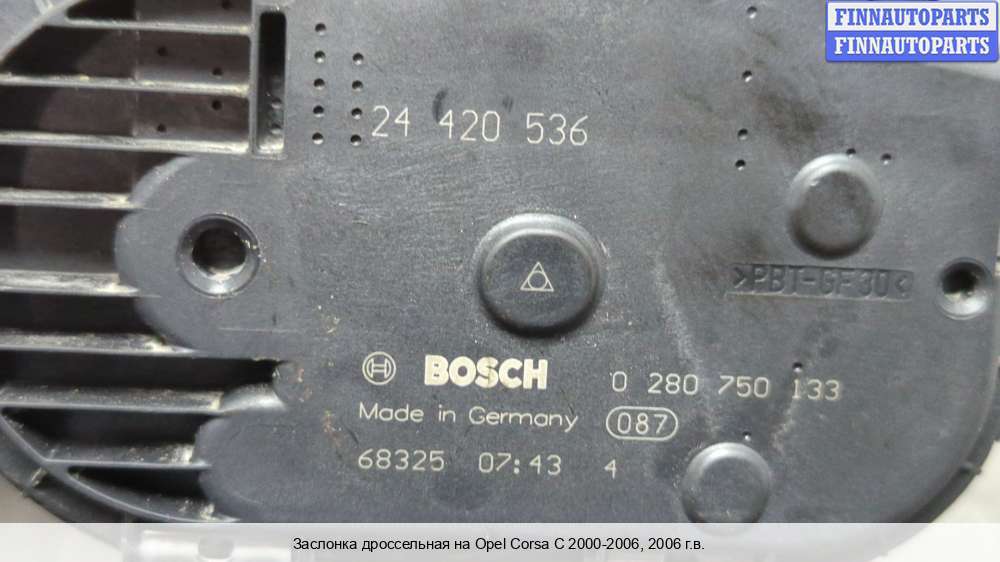 FINNAUTOPARTS
FINNAUTOPARTS
24 420 536
>PBT-GF30<
BOSCH 0 280 750 133
Made in Germany 087
68325 07:43 4
Заслонка дроссельная на Opel Corsa C 2000-2006, 2006 г.в.